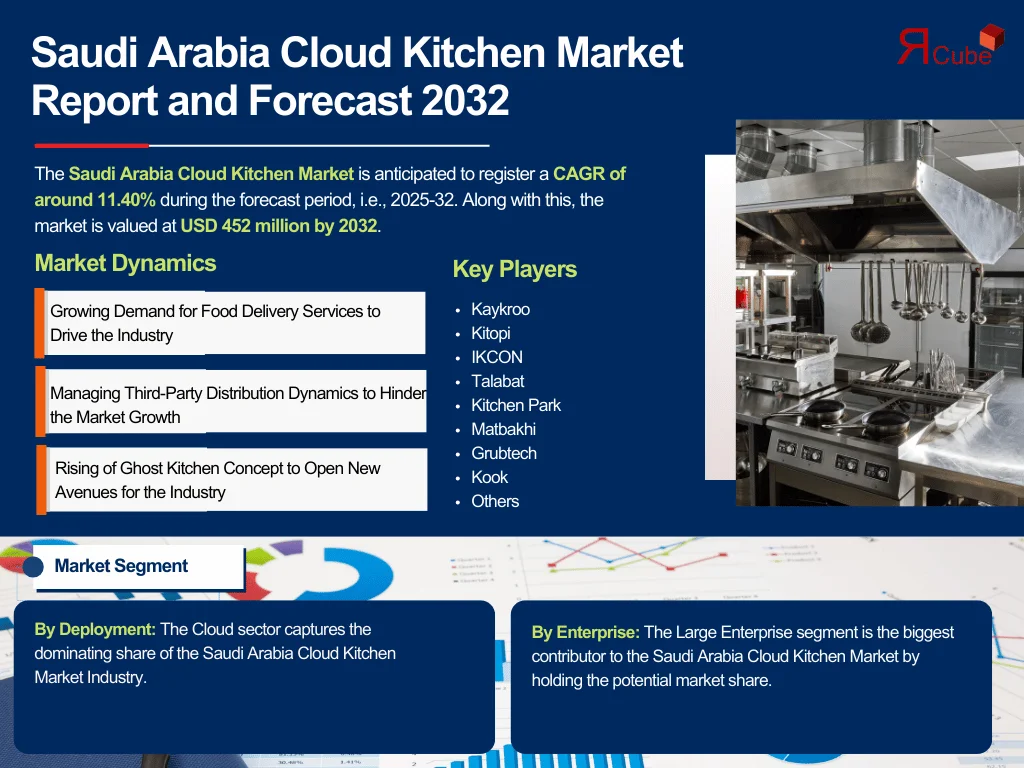 Saudi Arabia Cloud Kitchen Market
Report and Forecast 2032
ЯCube
The Saudi Arabia Cloud Kitchen Market is anticipated to register a CAGR of
around 11.40% during the forecast period, i.e., 2025-32. Along with this, the
market is valued at USD 452 million by 2032.
Market Dynamics
Growing Demand for Food Delivery Services to
Drive the Industry
Managing Third-Party Distribution Dynamics to Hinder
the Market Growth
Rising of Ghost Kitchen Concept to Open New
Avenues for the Industry
Key Players
• Kaykroo
• Kitopi
• IKCON
• Talabat
• Kitchen Park
• Matbakhi
• Grubtech
• Kook
• Others
Market Segment
By Deployment: The Cloud sector captures the
dominating share of the Saudi Arabia Cloud Kitchen
Market Industry.
By Enterprise: The Large Enterprise segment is the biggest
contributor to the Saudi Arabia Cloud Kitchen Market by
holding the potential market share.